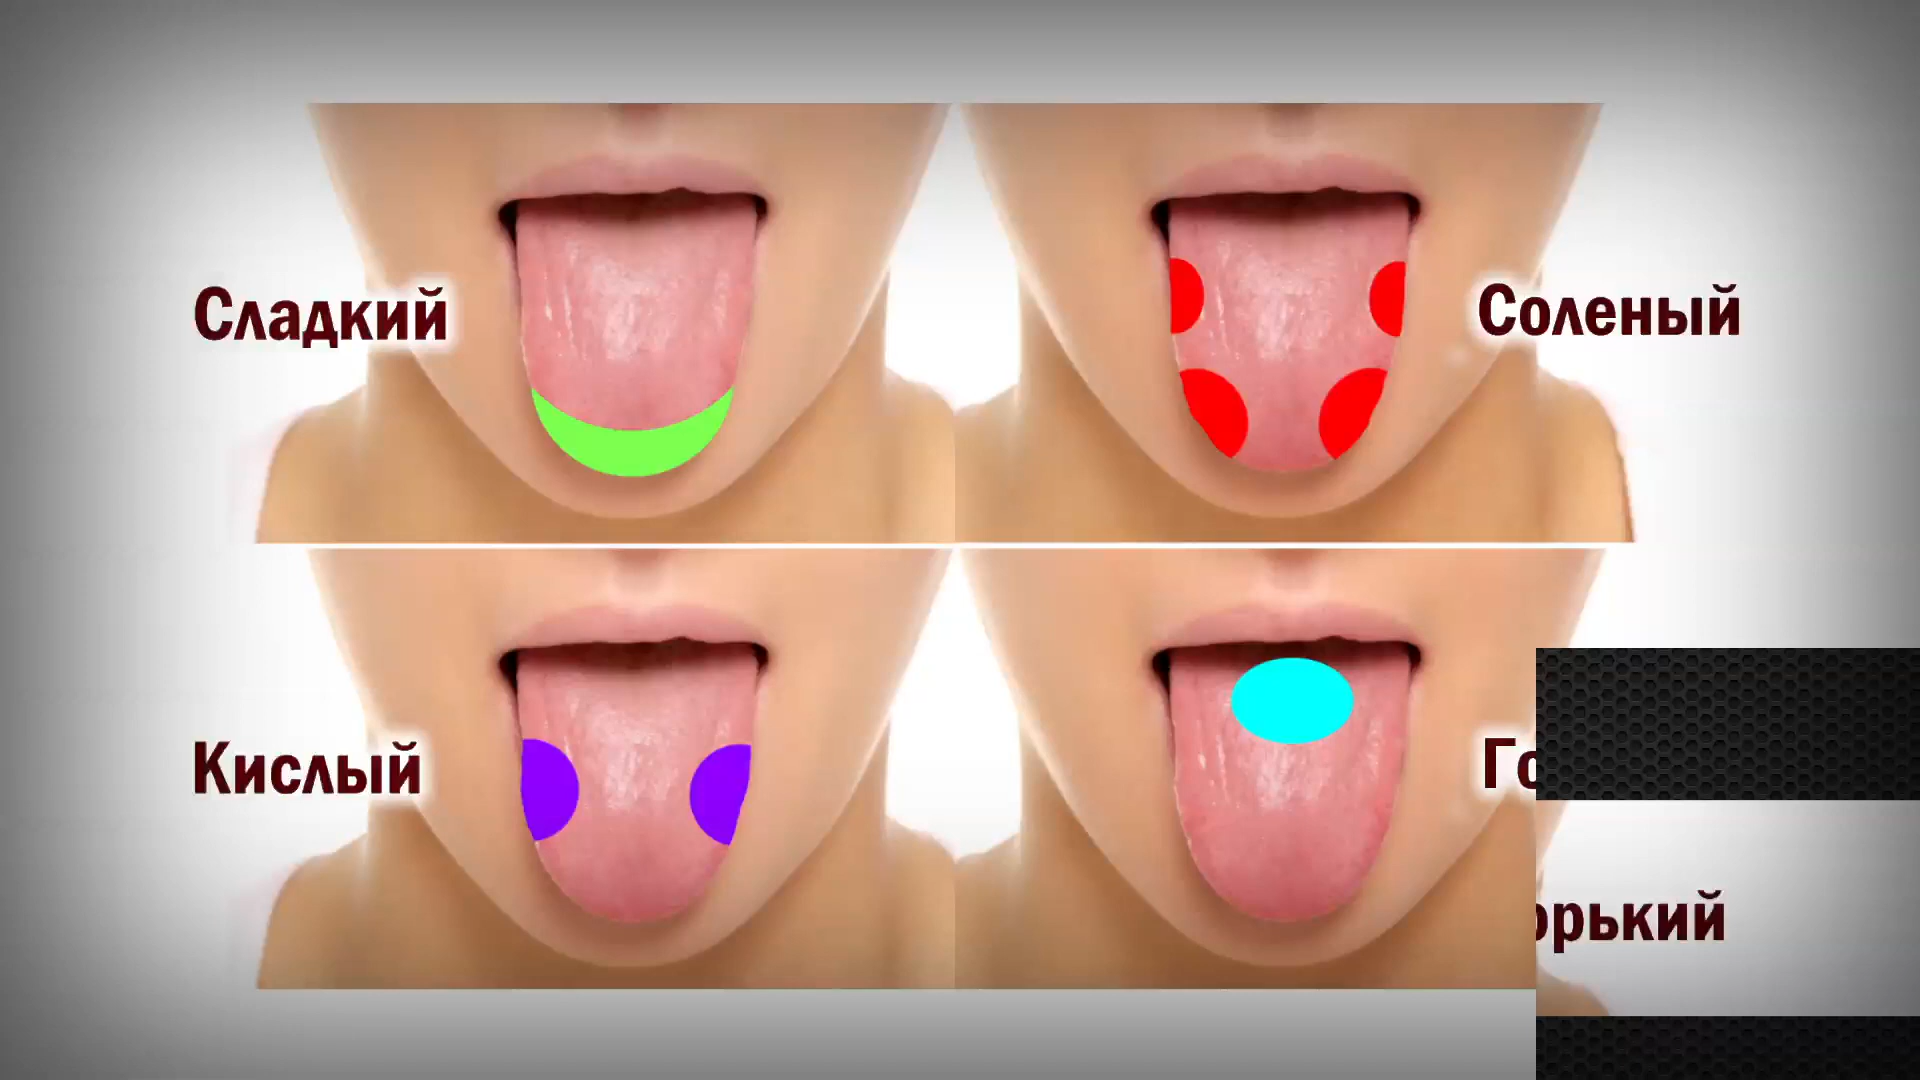 Сладкий
Соленый
Кислый
Го
орький